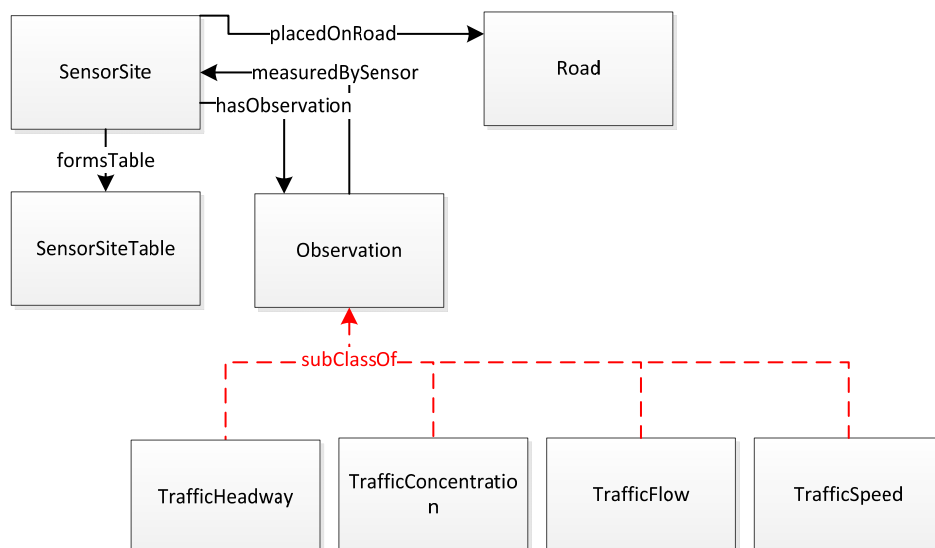 placedOnRoad
SensorSite
Road
measuredBySensor
hasObservation
formsTable
SensorSiteTable
Observation
subClassOf
TrafficHeadway
TrafficConcentratio
n
TrafficFlow
TrafficSpeed